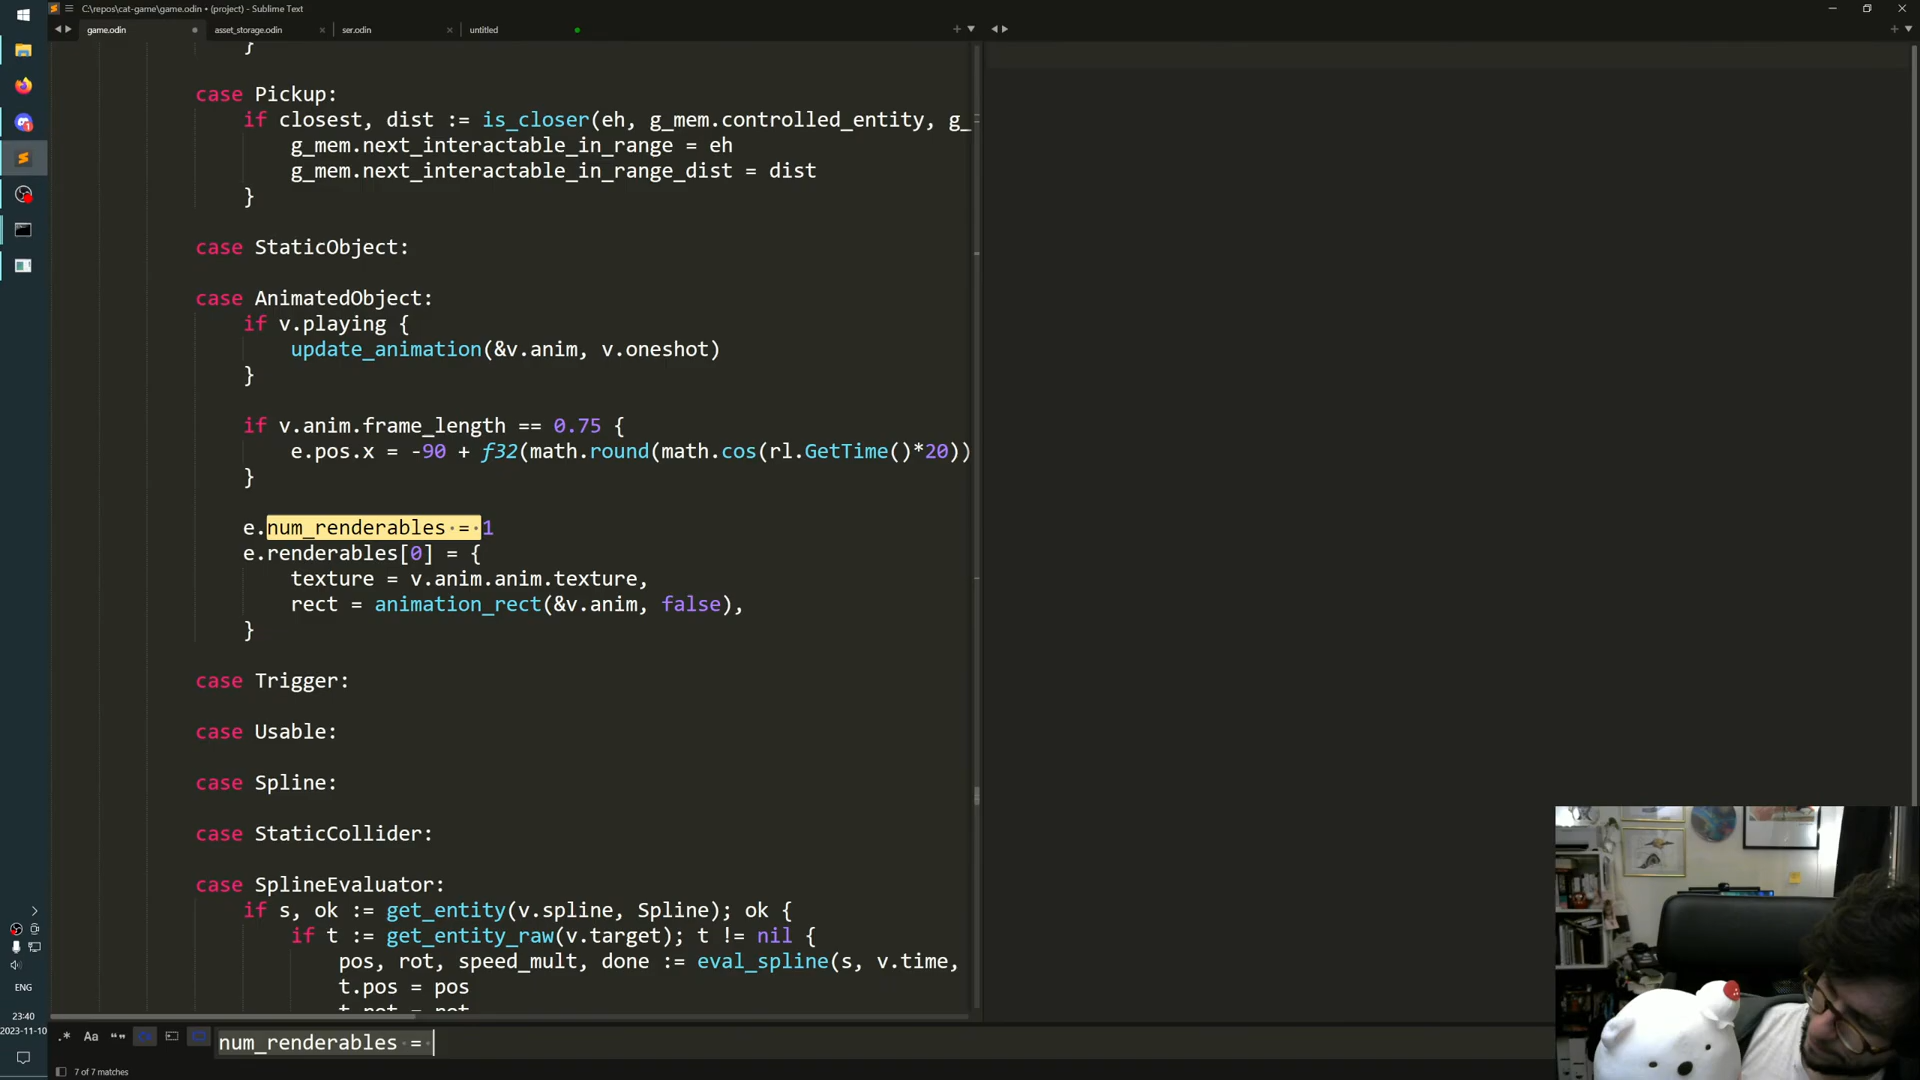 C:\repos\cat-game\game.odin • (project) - Sublime Text
game.odin
asset_storage.odin
ser.odin
untitled
}
case Pickup:
if closest, dist := is_closer(eh, g_mem.controlled_entity, g_
g_mem.next_interactable_in_range = eh
g_mem.next_interactable_in_range_dist = dist
}
case StaticObject:
case AnimatedObject:
if v.playing {
update_animation(&v.anim, v.oneshot)
}
if v.anim.frame_length == 0.75 {
e.pos.x = -90 + f32(math.round(math.cos(rl.GetTime()*20))
}
e.num_renderables = 1
e.renderables[0] = {
texture = v.anim.anim.texture,
rect = animation_rect(&v.anim, false),
}
case Trigger:
case Usable:
case Spline:
case StaticCollider:
case SplineEvaluator:
if s, ok := get_entity(v.spline, Spline); ok {
if t := get_entity_raw(v.target); t != nil {
pos, rot, speed_mult, done := eval_spline(s, v.time,
t.pos = pos
t.rot = rot
ENG
23:40
2023-11-10
.* Aa “”
num_renderables =
7 of 7 matches